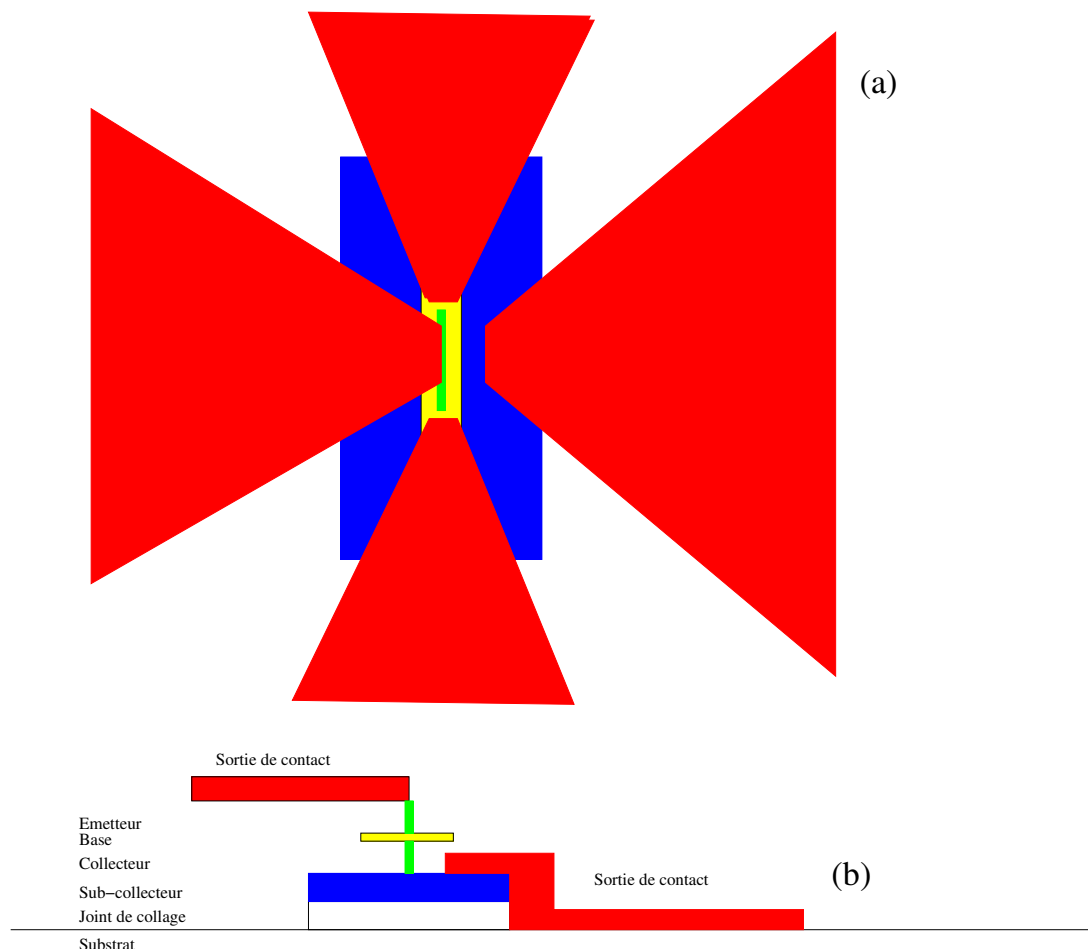 (a)
Sortie de contact
Emetteur
Base
Collecteur
Sub−collecteur
Joint de collage
Substrat
Sortie de contact
(b)